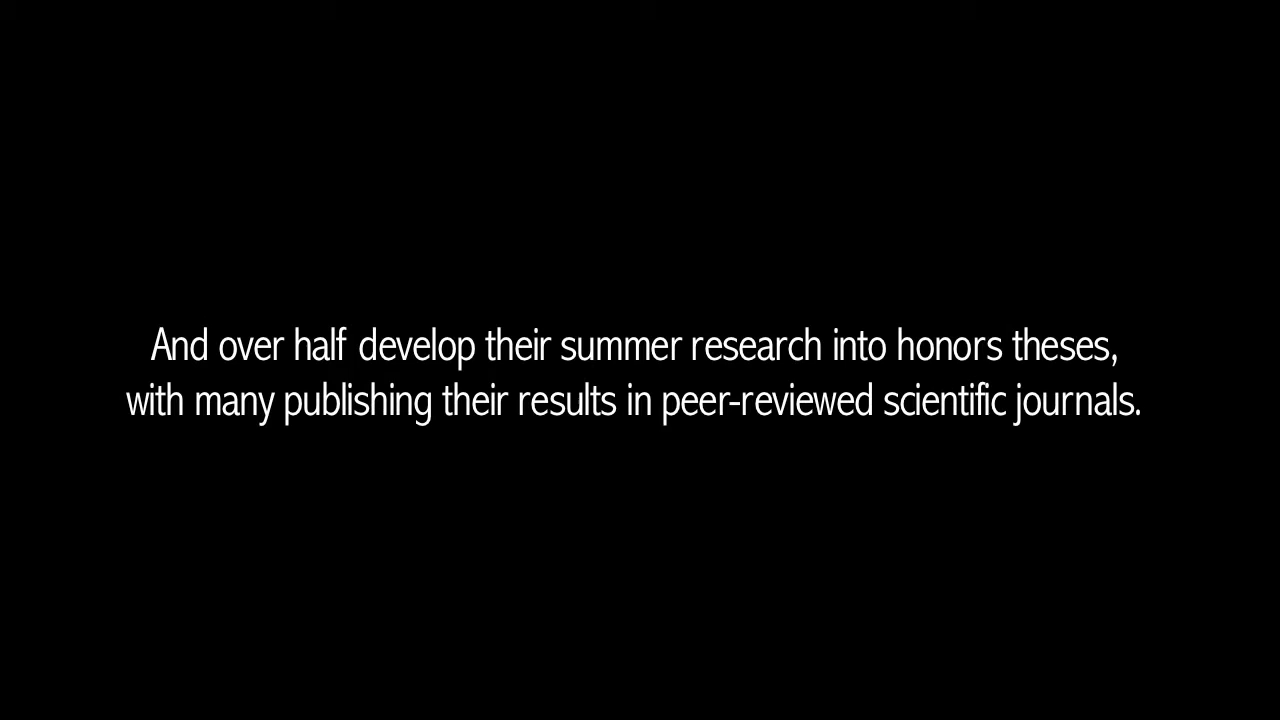 And over half develop their summer research into honors theses,
with many publishing their results in peer-reviewed scientific journals.